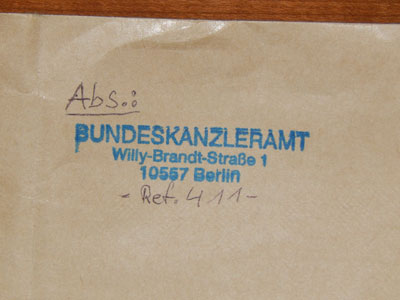 Abs.:
BUNDESKANZLERAMT
Willy-Brandt-Straße 1
10557 Berlin
- Ref. 411 -